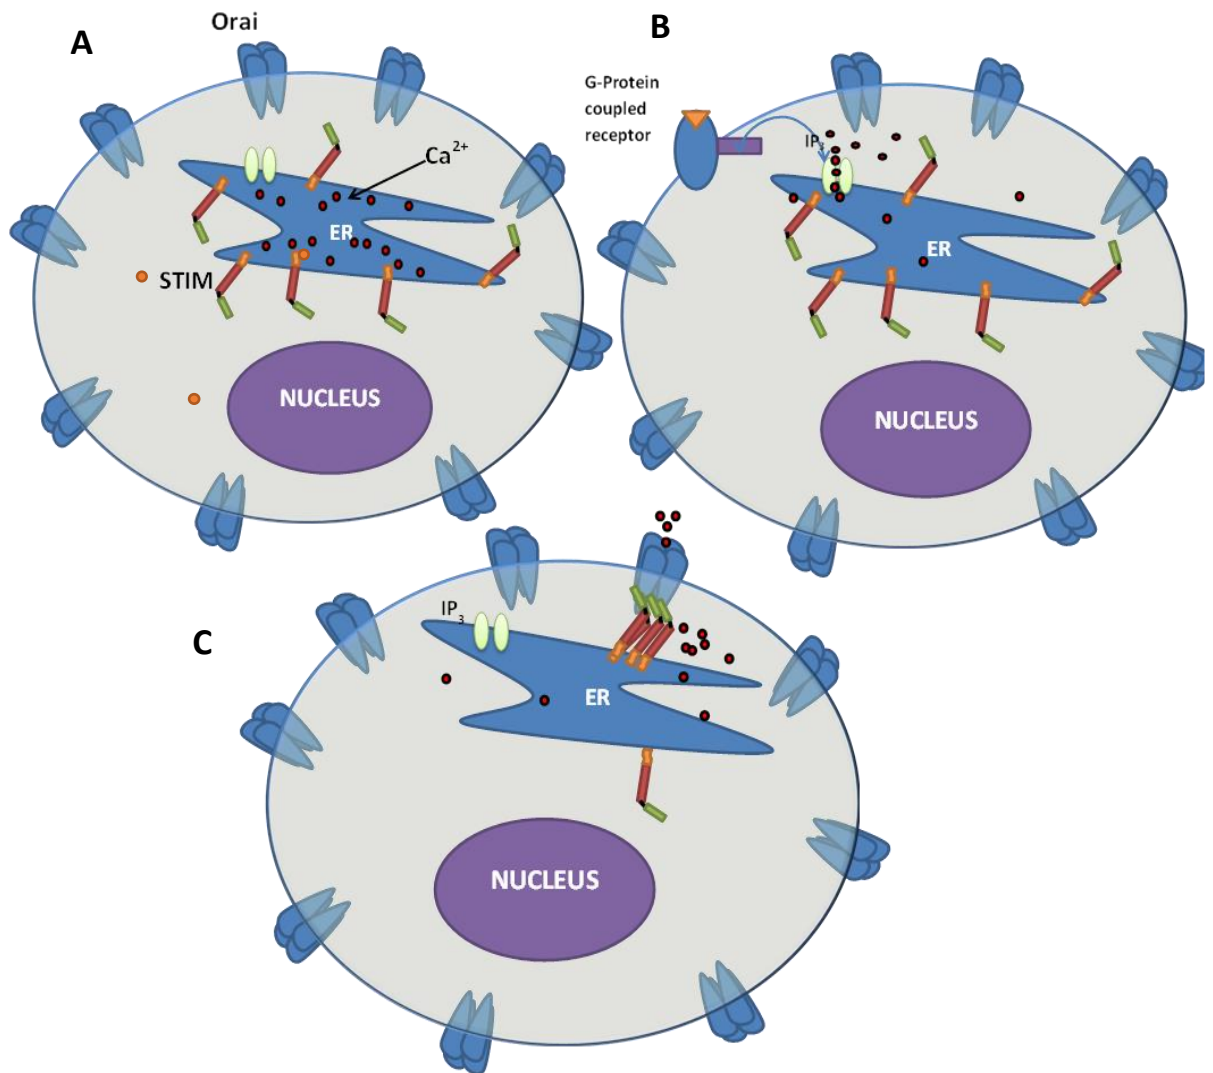 A
Orai
Ca²⁺
ER
STIM
NUCLEUS
B
G-Protein
coupled
receptor
IP₃
ER
NUCLEUS
C
IP₃
ER
NUCLEUS